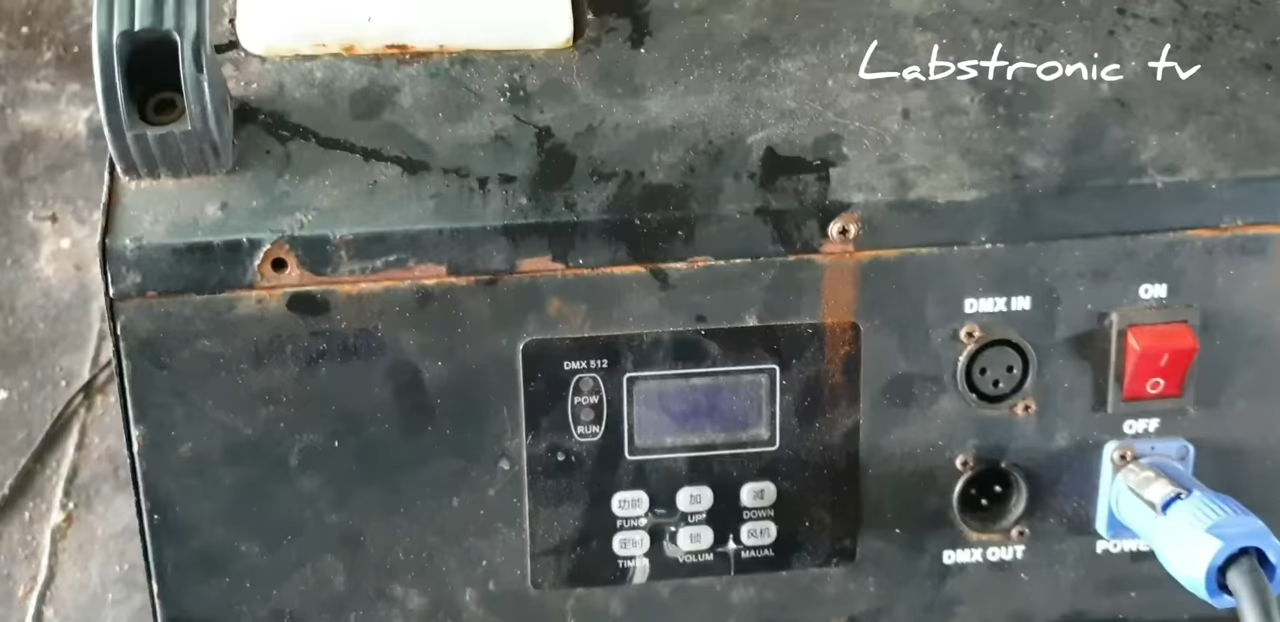 Labstronic tv
DMX IN
ON
DMX 512
POW
RUN
OFF
功能
加
减
FUNC
UP
DOWN
定时
锁
风机
TIMER
VOLUM
MAUAL
DMX OUT